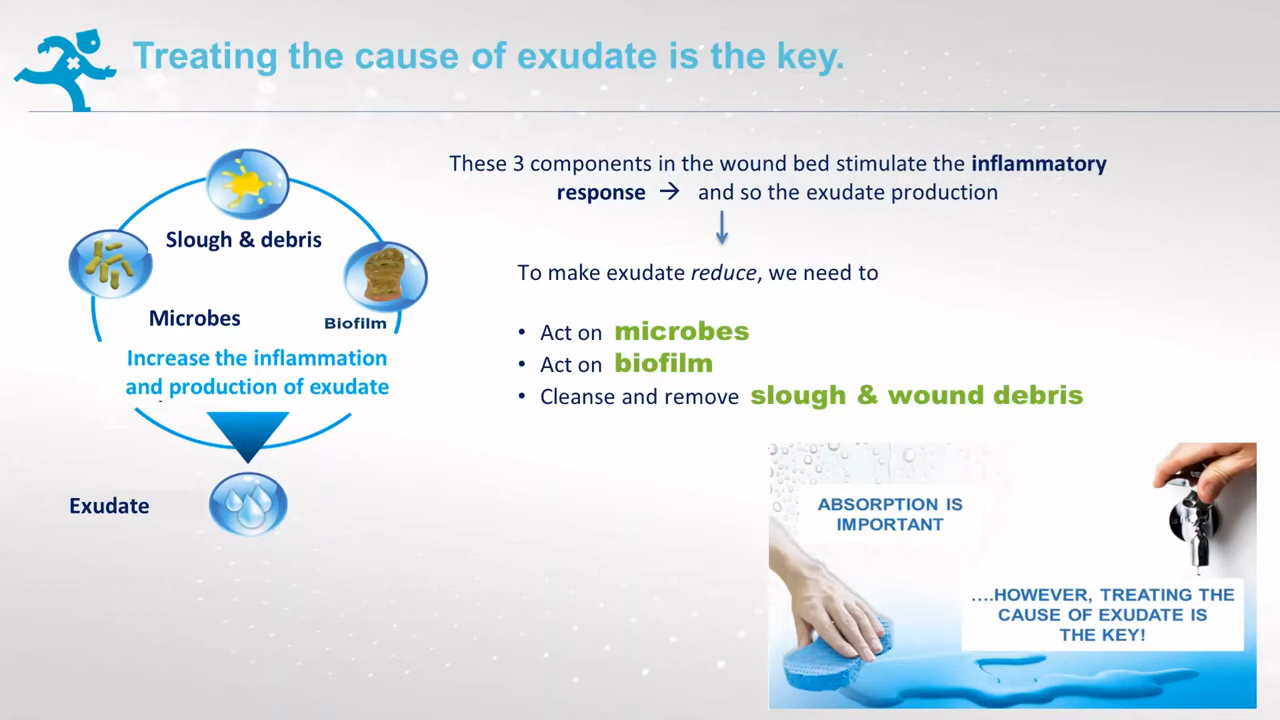 Treating the cause of exudate is the key.
Slough & debris
Microbes
Biofilm
Increase the inflammation
and production of exudate
Exudate
These 3 components in the wound bed stimulate the inflammatory
response → and so the exudate production
To make exudate reduce, we need to
• Act on microbes
• Act on biofilm
• Cleanse and remove slough & wound debris
ABSORPTION IS
IMPORTANT
....HOWEVER, TREATING THE
CAUSE OF EXUDATE IS
THE KEY!